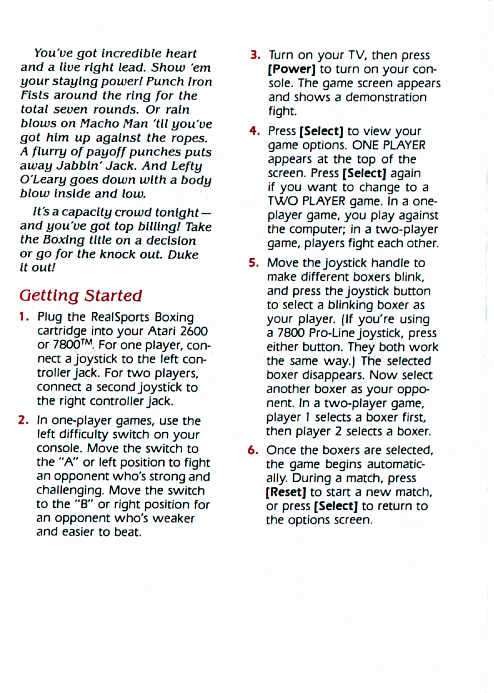 You've got incredible heart
and a live right lead. Show 'em
your staying power! Punch Iron
Fists around the ring for the
total seven rounds. Or rain
blows on Macho Man 'til you've
got him up against the ropes.
A flurry of payoff punches puts
away Jabbin' Jack. And Lefty
O'Leary goes down with a body
blow inside and low.
It's a capacity crowd tonight—
and you've got top billing! Take
the Boxing title on a decision
or go for the knock out. Duke
it out!
Getting Started
1. Plug the RealSports Boxing
cartridge into your Atari 2600
or 7800™. For one player, con-
nect a joystick to the left con-
troller jack. For two players,
connect a second joystick to
the right controller jack.
2. In one-player games, use the
left difficulty switch on your
console. Move the switch to
the "A" or left position to fight
an opponent who's strong and
challenging. Move the switch
to the "B" or right position for
an opponent who's weaker
and easier to beat.
3. Turn on your TV, then press
[Power] to turn on your con-
sole. The game screen appears
and shows a demonstration
fight.
4. Press [Select] to view your
game options. ONE PLAYER
appears at the top of the
screen. Press [Select] again
if you want to change to a
TWO PLAYER game. In a one-
player game, you play against
the computer; in a two-player
game, players fight each other.
5. Move the joystick handle to
make different boxers blink,
and press the joystick button
to select a blinking boxer as
your player. (If you're using
a 7800 Pro-Line joystick, press
either button. They both work
the same way.) The selected
boxer disappears. Now select
another boxer as your oppo-
nent. In a two-player game,
player 1 selects a boxer first,
then player 2 selects a boxer.
6. Once the boxers are selected,
the game begins automatic-
ally. During a match, press
[Reset] to start a new match,
or press [Select] to return to
the options screen.